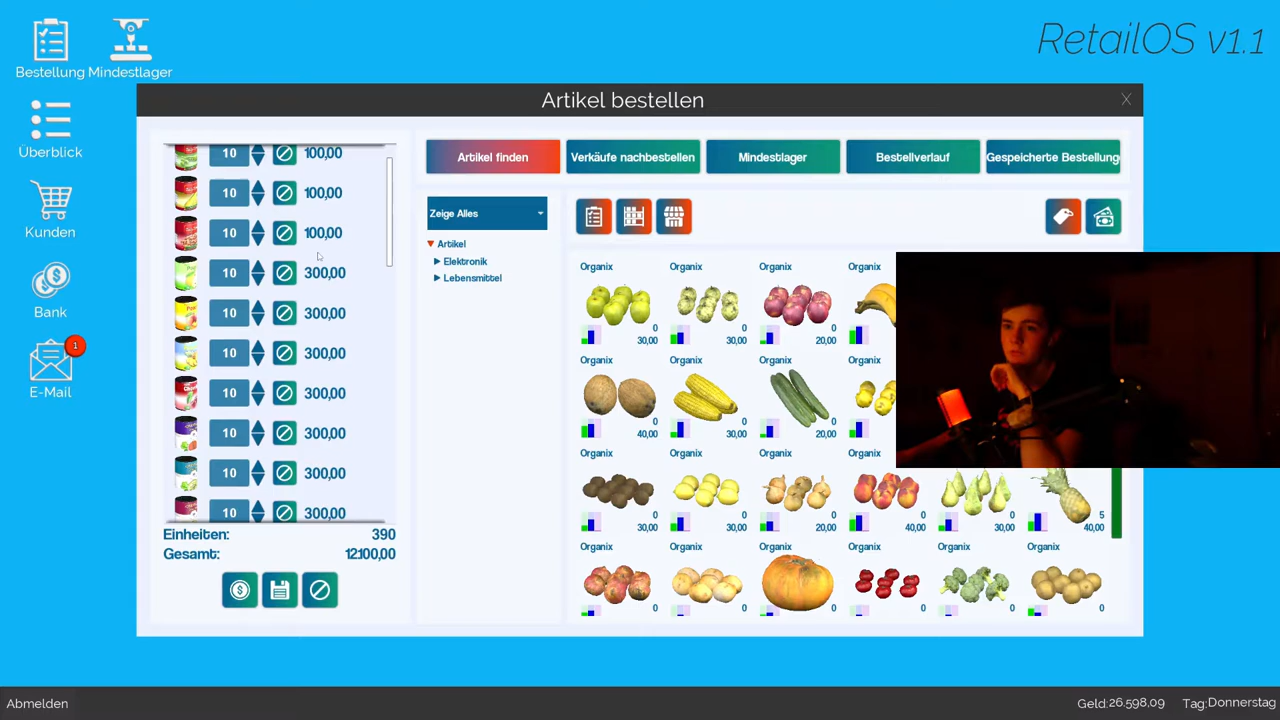 RetailOS v1.1
Bestellung
Mindestlager
Überblick
Kunden
Bank
1
E-Mail
Artikel bestellen
X
10 100,00
10 100,00
10 100,00
10 300,00
10 300,00
10 300,00
10 300,00
10 300,00
10 300,00
10 300,00
Einheiten: 390
Gesamt: 12.100,00
Artikel finden
Verkäufe nachbestellen
Mindestlager
Bestellverlauf
Gespeicherte Bestellung
Zeige Alles
Artikel
Elektronik
Lebensmittel
Organix Organix Organix Organix
0 0 0
30,00 30,00 20,00
Organix Organix Organix Organix
0 0 0
40,00 30,00 20,00
Organix Organix Organix Organix
0 0 0 0 0 5
30,00 30,00 20,00 40,00 30,00 40,00
Organix Organix Organix Organix Organix Organix
0 0 0 0 0 0
Abmelden
Geld: 26.598,09
Tag: Donnerstag